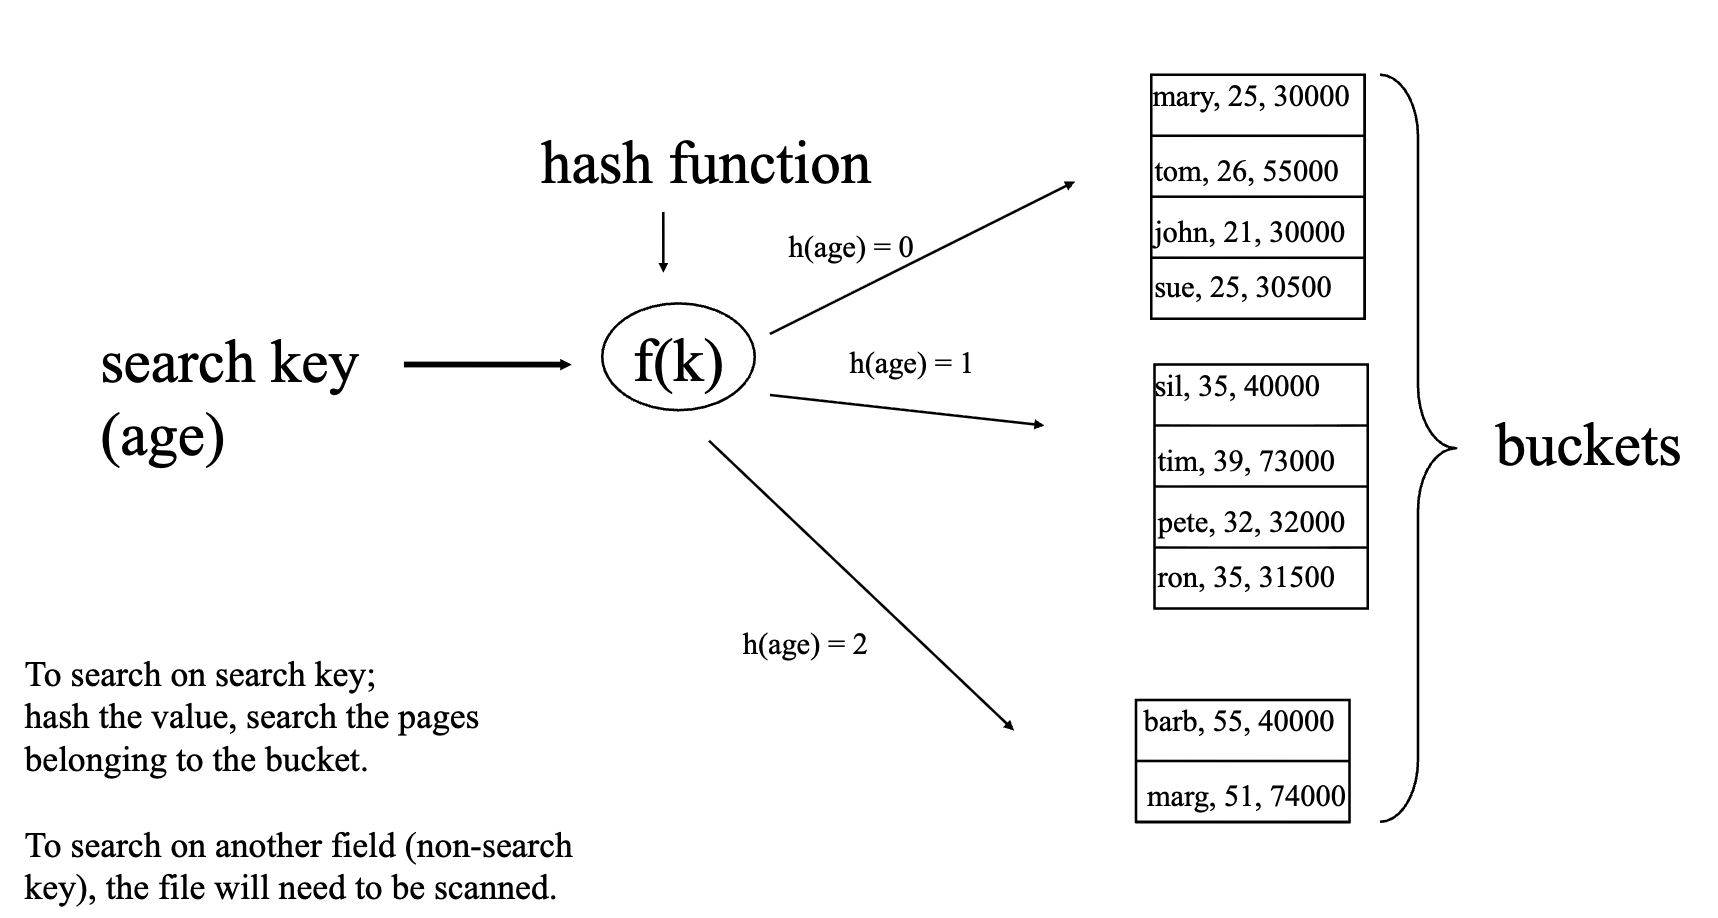 hash function
search key
(age)
f(k)
h(age) = 0
h(age) = 1
h(age) = 2
mary, 25, 30000
tom, 26, 55000
john, 21, 30000
sue, 25, 30500
sil, 35, 40000
tim, 39, 73000
pete, 32, 32000
ron, 35, 31500
barb, 55, 40000
marg, 51, 74000
buckets
To search on search key;
hash the value, search the pages
belonging to the bucket.
To search on another field (non-search
key), the file will need to be scanned.